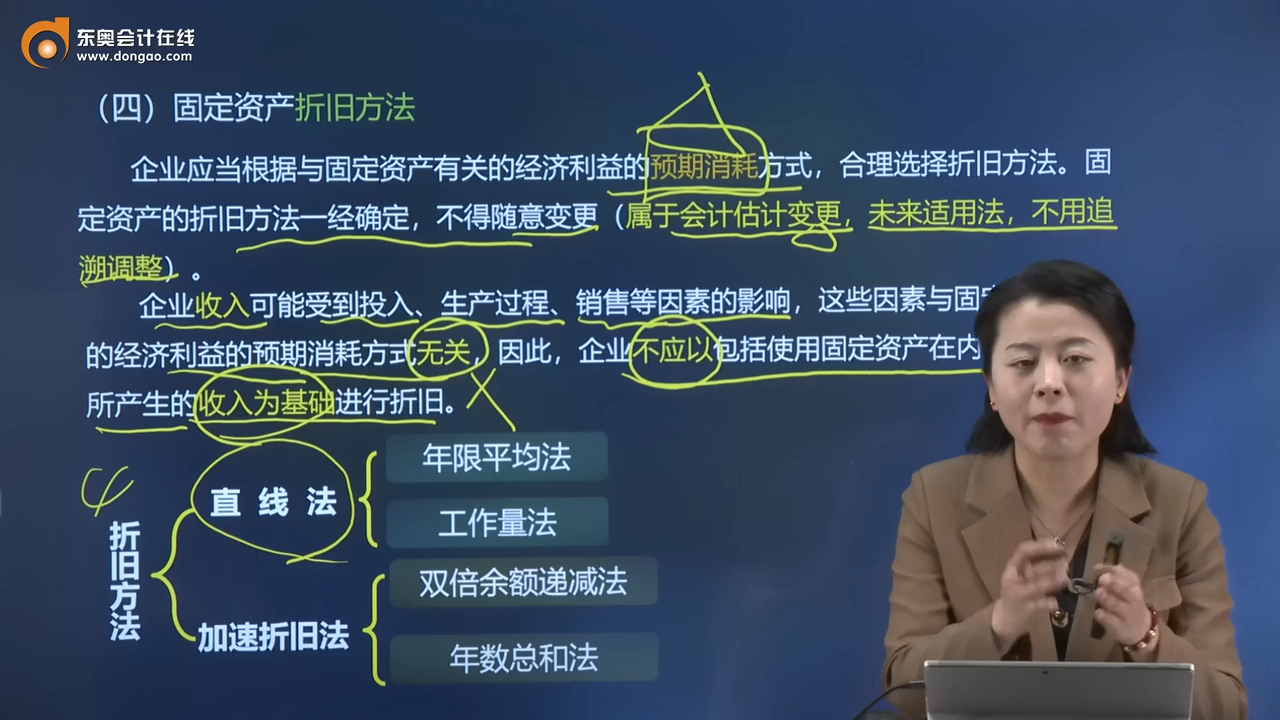 东奥会计在线
www.dongao.com
（四）固定资产折旧方法
企业应当根据与固定资产有关的经济利益的预期消耗方式，合理选择折旧方法。固
定资产的折旧方法一经确定，不得随意变更（属于会计估计变更，未来适用法，不用追
溯调整）。
企业收入可能受到投入、生产过程、销售等因素的影响，这些因素与固定
的经济利益的预期消耗方式无关，因此，企业不应以包括使用固定资产在内
所产生的收入为基础进行折旧。
折旧方法
直线法
年限平均法
工作量法
加速折旧法
双倍余额递减法
年数总和法